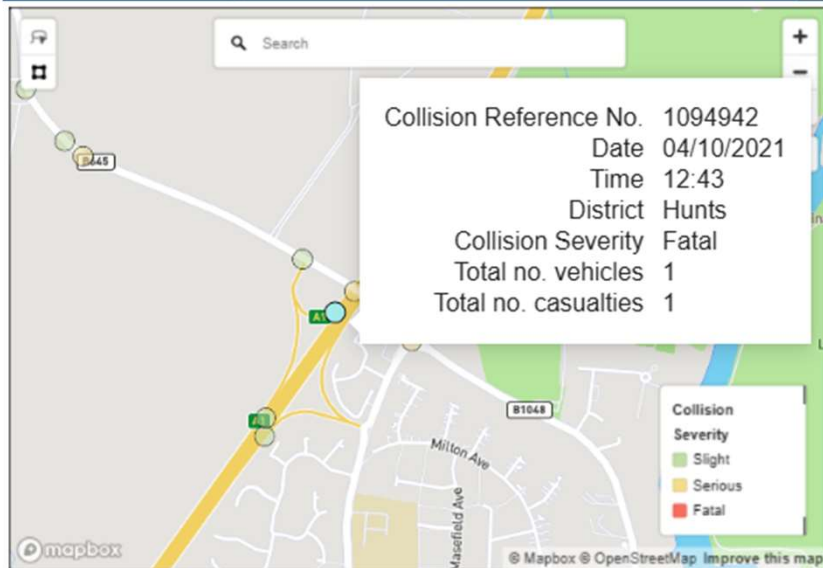 Search
+
−
Collision Reference No. 1094942
Date 04/10/2021
Time 12:43
District Hunts
Collision Severity Fatal
Total no. vehicles 1
Total no. casualties 1
B645
A1
A1
B1048
Milton Ave
Masefield Ave
Collision
Severity
Slight
Serious
Fatal
mapbox
© Mapbox © OpenStreetMap Improve this map